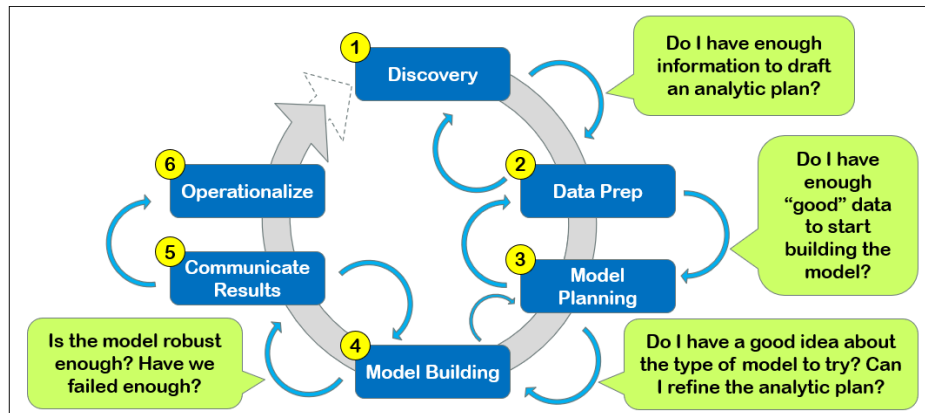 1
Discovery
Do I have enough
information to draft
an analytic plan?
2
Data Prep
Do I have
enough
“good” data
to start
building the
model?
3
Model
Planning
Do I have a good idea about
the type of model to try? Can
I refine the analytic plan?
4
Model Building
Is the model robust
enough? Have we
failed enough?
5
Communicate
Results
6
Operationalize